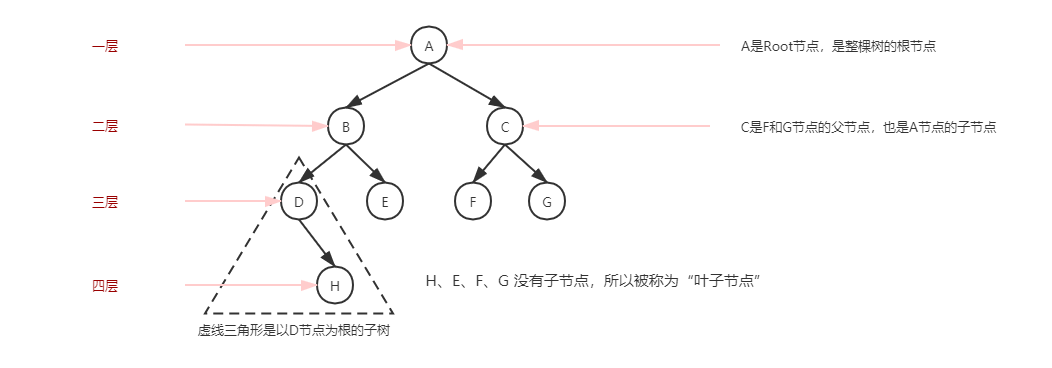 一层
A
A是Root节点，是整棵树的根节点
二层
B
C
C是F和G节点的父节点，也是A节点的子节点
三层
D
E
F
G
四层
H
H、E、F、G 没有子节点，所以被称为“叶子节点”
虚线三角形是以D节点为根的子树